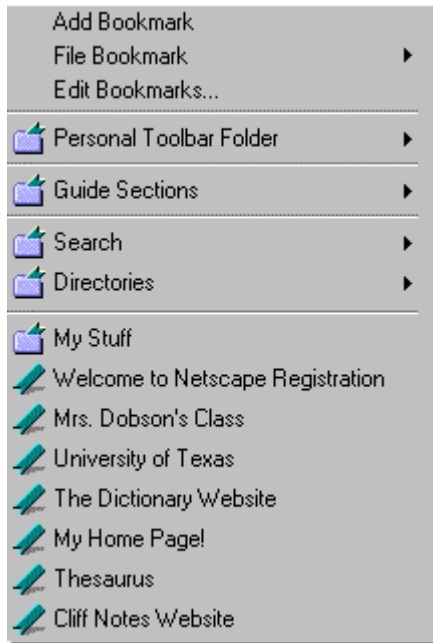 Add Bookmark
File Bookmark
Edit Bookmarks...
Personal Toolbar Folder
Guide Sections
Search
Directories
My Stuff
Welcome to Netscape Registration
Mrs. Dobson's Class
University of Texas
The Dictionary Website
My Home Page!
Thesaurus
Cliff Notes Website